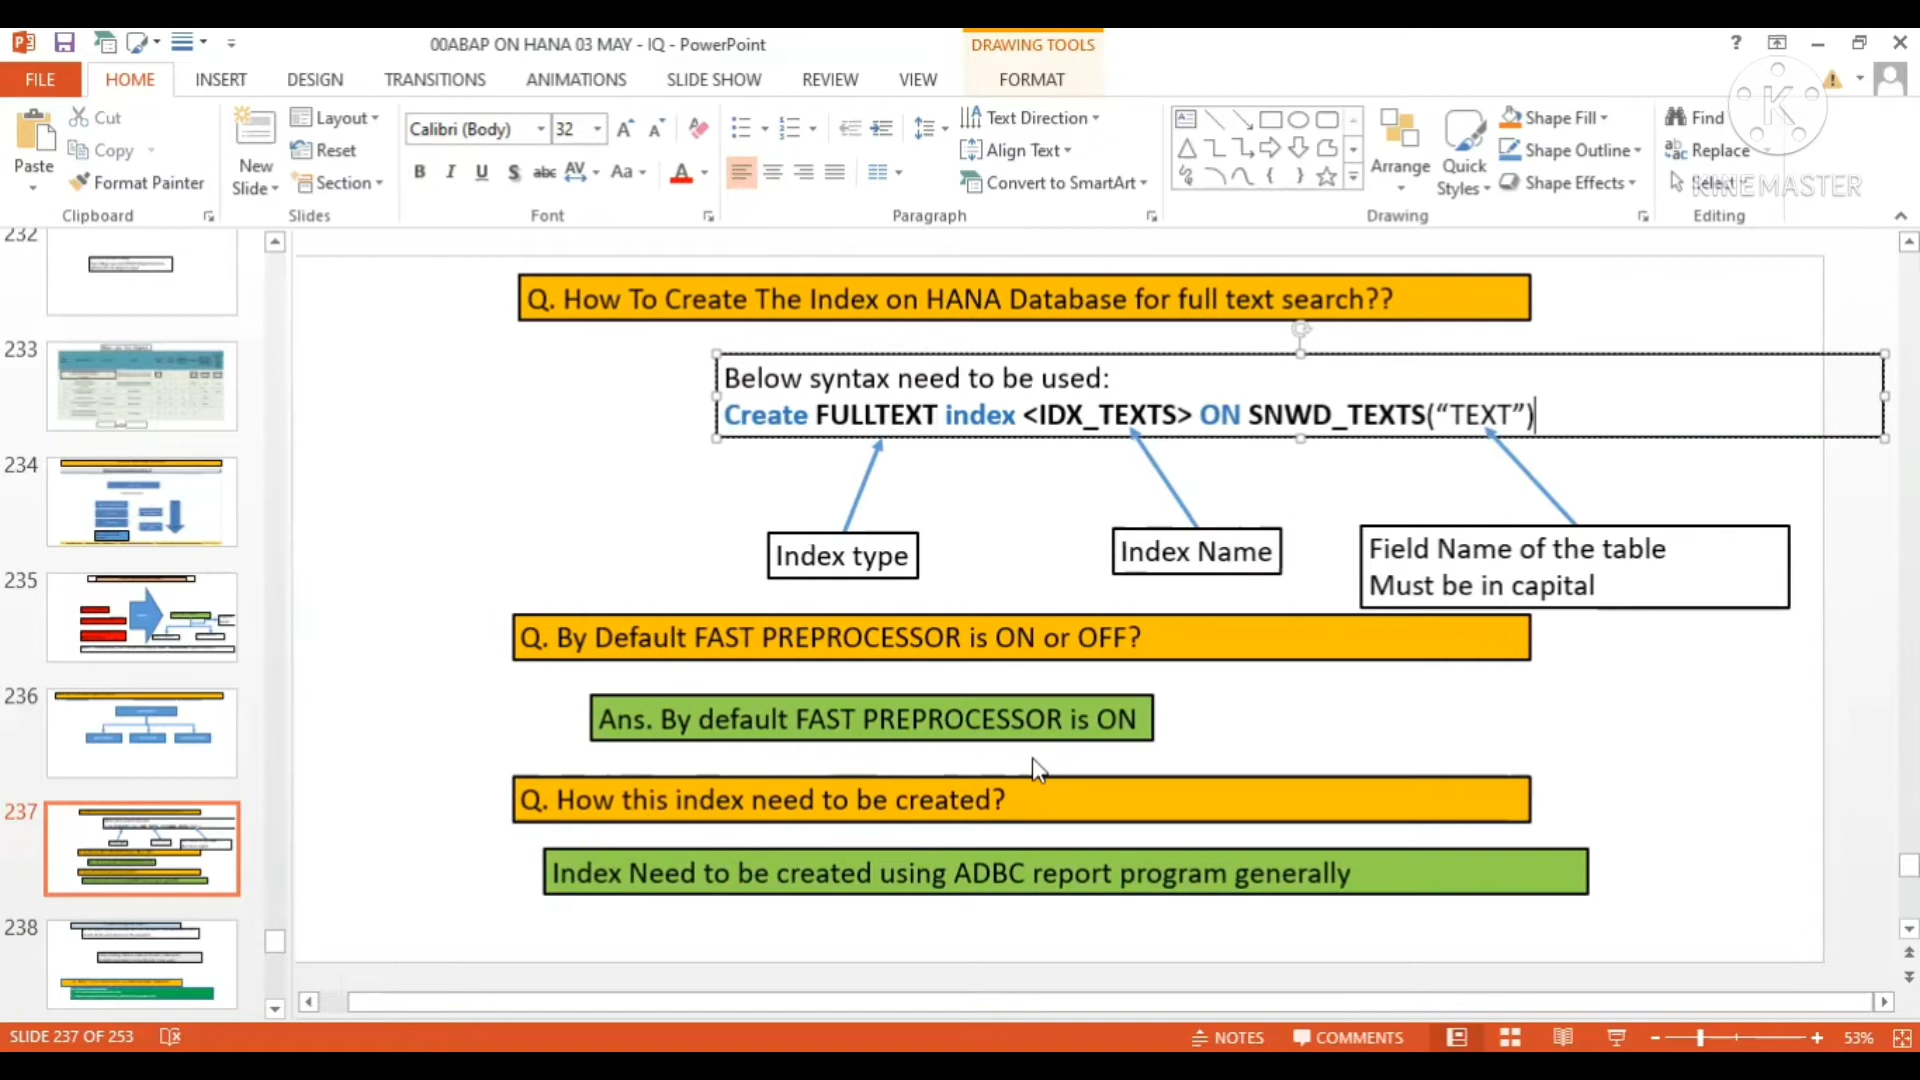 00ABAP ON HANA 03 MAY - IQ - PowerPoint
DRAWING TOOLS
?
FILE HOME INSERT DESIGN TRANSITIONS ANIMATIONS SLIDE SHOW REVIEW VIEW FORMAT
Cut
Copy
Format Painter
Paste
Clipboard
New
Slide
Layout
Reset
Section
Slides
Calibri (Body) 32
B I U S abc AV Aa A
Font
Text Direction
Align Text
Convert to SmartArt
Paragraph
Arrange
Quick
Styles
Shape Fill
Shape Outline
Shape Effects
Drawing
Find
Replace
Select
Editing
K
KINEMASTER
232
233
234
235
236
237
238
Q. How To Create The Index on HANA Database for full text search??
Below syntax need to be used:
Create FULLTEXT index <IDX_TEXTS> ON SNWD_TEXTS(“TEXT”)
Index type
Index Name
Field Name of the table
Must be in capital
Q. By Default FAST PREPROCESSOR is ON or OFF?
Ans. By default FAST PREPROCESSOR is ON
Q. How this index need to be created?
Index Need to be created using ADBC report program generally
SLIDE 237 OF 253
NOTES
COMMENTS
53%